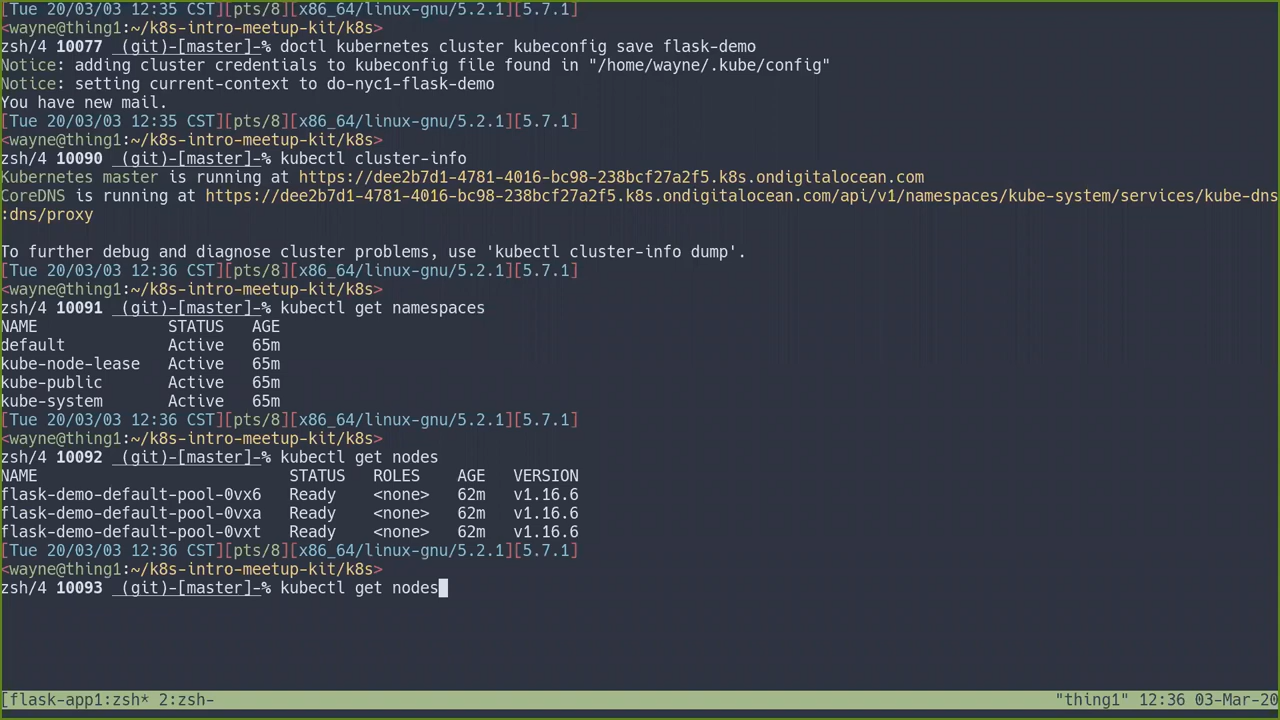 [Tue 20/03/03 12:35 CST][pts/8][x86_64/linux-gnu/5.2.1][5.7.1]
<wayne@thing1:~/k8s-intro-meetup-kit/k8s>
zsh/4 10077 _(git)-[master]-% doctl kubernetes cluster kubeconfig save flask-demo
Notice: adding cluster credentials to kubeconfig file found in "/home/wayne/.kube/config"
Notice: setting current-context to do-nyc1-flask-demo
You have new mail.
[Tue 20/03/03 12:35 CST][pts/8][x86_64/linux-gnu/5.2.1][5.7.1]
<wayne@thing1:~/k8s-intro-meetup-kit/k8s>
zsh/4 10090 _(git)-[master]-% kubectl cluster-info
Kubernetes master is running at https://dee2b7d1-4781-4016-bc98-238bcf27a2f5.k8s.ondigitalocean.com
CoreDNS is running at https://dee2b7d1-4781-4016-bc98-238bcf27a2f5.k8s.ondigitalocean.com/api/v1/namespaces/kube-system/services/kube-dns
:dns/proxy
To further debug and diagnose cluster problems, use 'kubectl cluster-info dump'.
[Tue 20/03/03 12:36 CST][pts/8][x86_64/linux-gnu/5.2.1][5.7.1]
<wayne@thing1:~/k8s-intro-meetup-kit/k8s>
zsh/4 10091 _(git)-[master]-% kubectl get namespaces
NAME STATUS AGE
default Active 65m
kube-node-lease Active 65m
kube-public Active 65m
kube-system Active 65m
[Tue 20/03/03 12:36 CST][pts/8][x86_64/linux-gnu/5.2.1][5.7.1]
<wayne@thing1:~/k8s-intro-meetup-kit/k8s>
zsh/4 10092 _(git)-[master]-% kubectl get nodes
NAME STATUS ROLES AGE VERSION
flask-demo-default-pool-0vx6 Ready <none> 62m v1.16.6
flask-demo-default-pool-0vxa Ready <none> 62m v1.16.6
flask-demo-default-pool-0vxt Ready <none> 62m v1.16.6
[Tue 20/03/03 12:36 CST][pts/8][x86_64/linux-gnu/5.2.1][5.7.1]
<wayne@thing1:~/k8s-intro-meetup-kit/k8s>
zsh/4 10093 _(git)-[master]-% kubectl get nodes
[flask-app1:zsh* 2:zsh- "thing1" 12:36 03-Mar-20